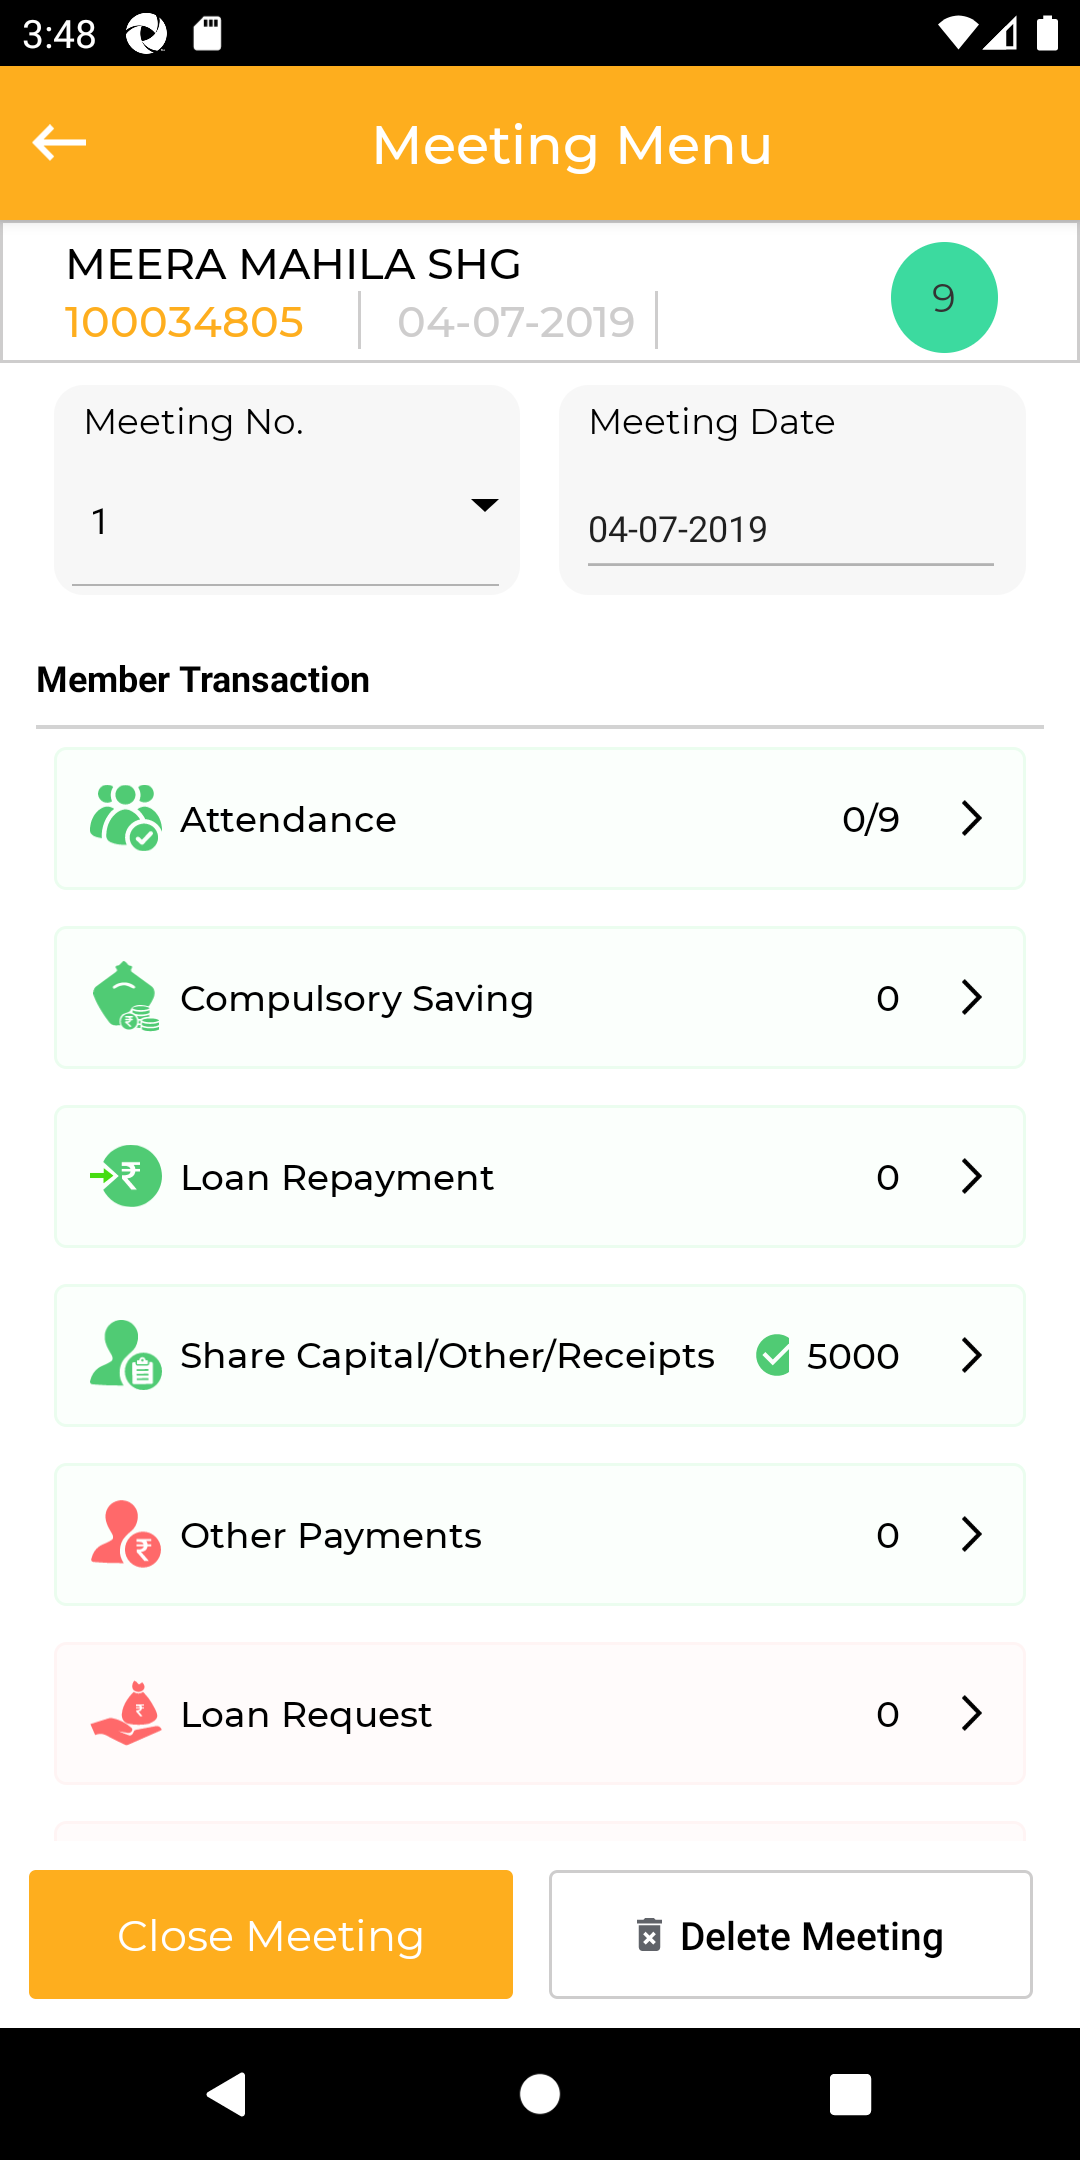 3:48
Meeting Menu
MEERA MAHILA SHG
100034805
04-07-2019
9
Meeting No.
Meeting Date
1
04-07-2019
Member Transaction
Attendance 0/9
Compulsory Saving 0
Loan Repayment 0
Share Capital/Other/Receipts 5000
Other Payments 0
Loan Request 0
Close Meeting
Delete Meeting